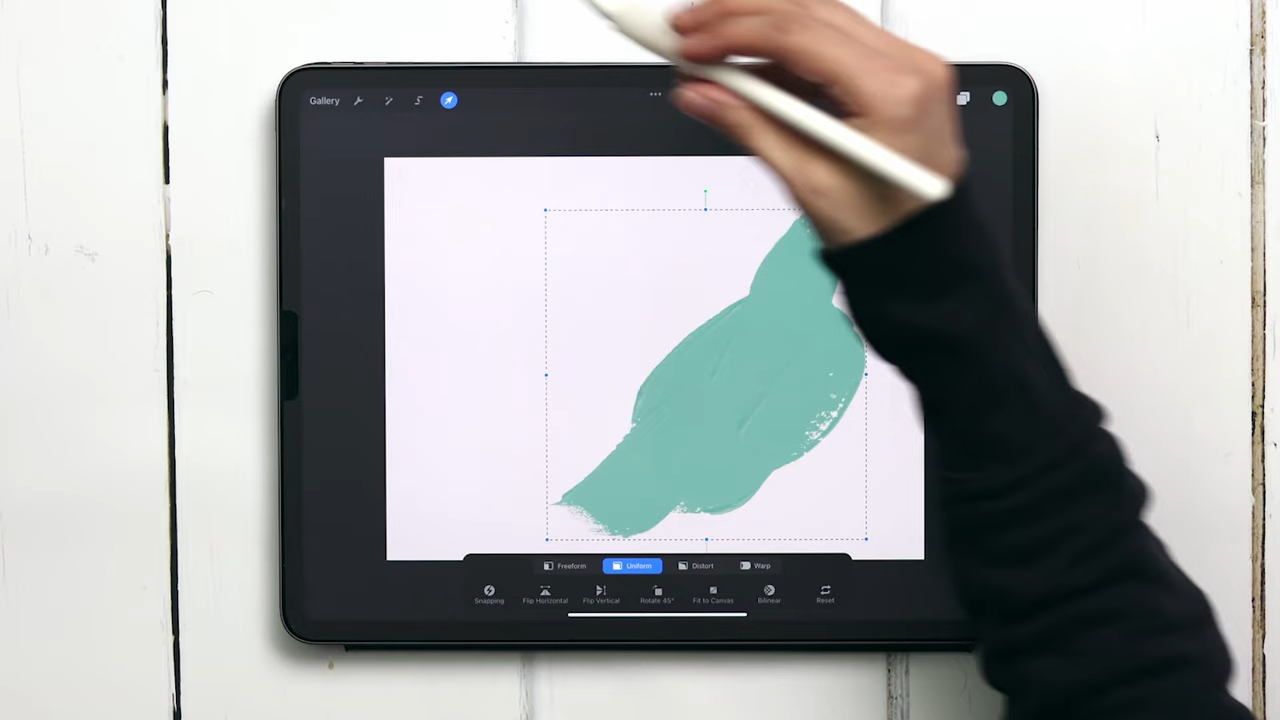 Gallery
Freeform Uniform Distort Warp
Snapping Flip Horizontal Flip Vertical Rotate 45° Fit to Canvas Bilinear Reset